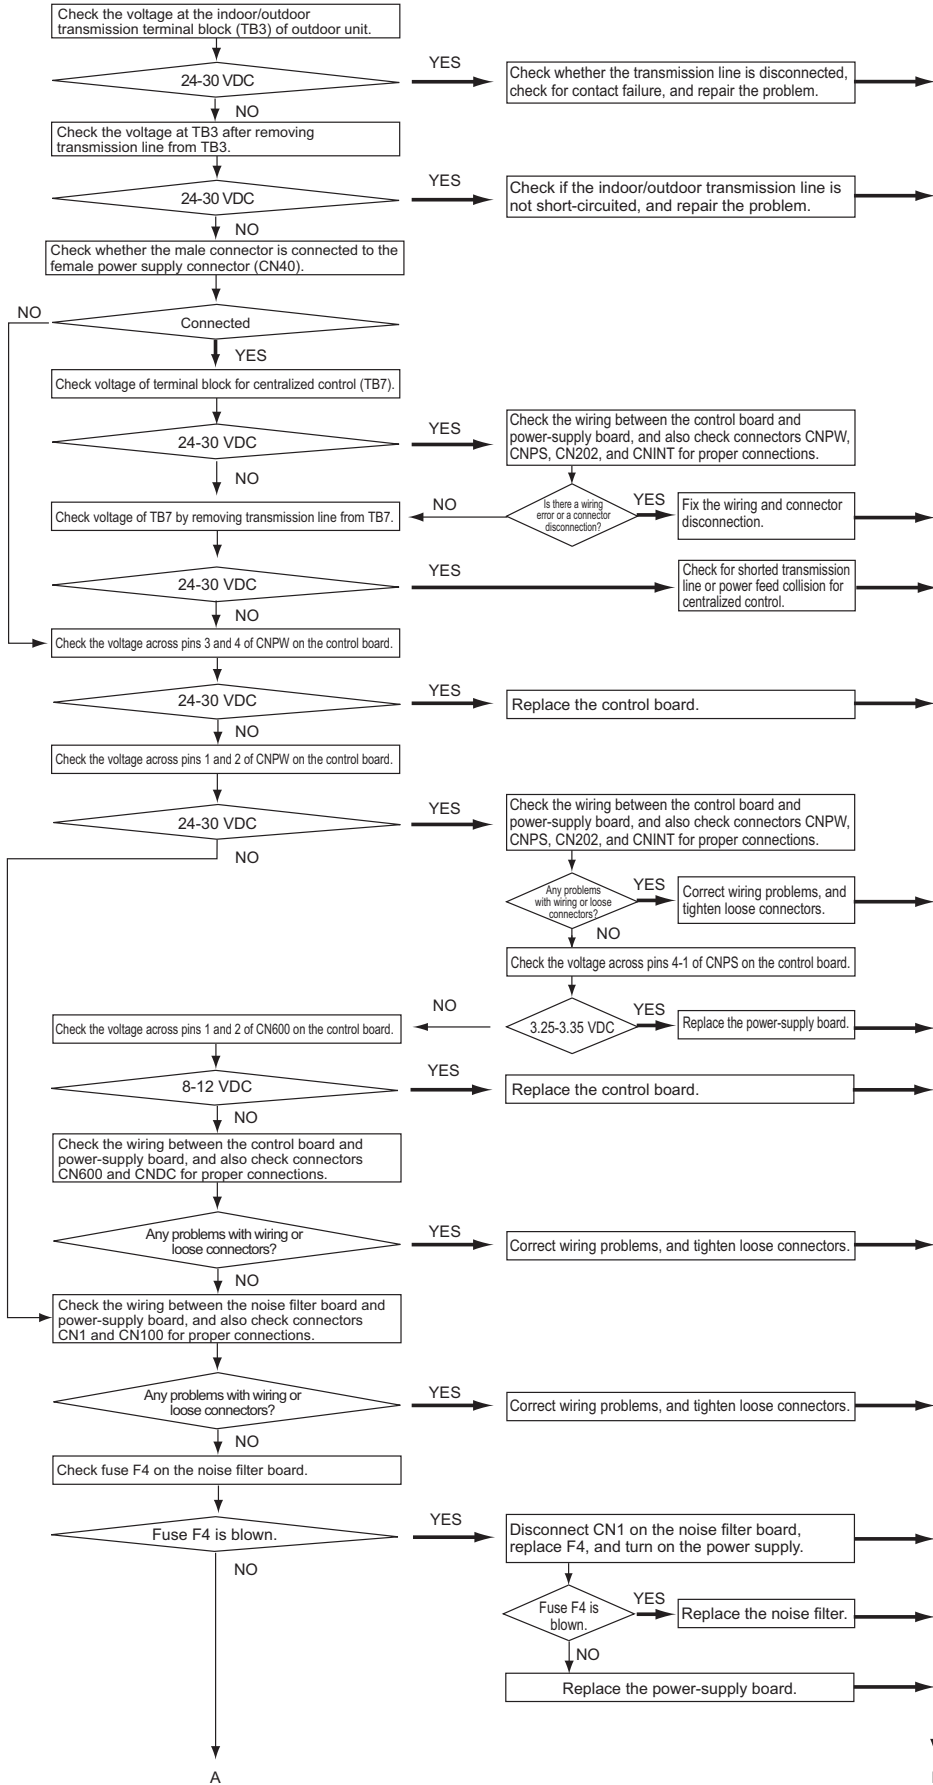 Check the voltage at the indoor/outdoor
transmission terminal block (TB3) of outdoor unit.
24-30 VDC
YES
Check whether the transmission line is disconnected,
check for contact failure, and repair the problem.
NO
Check the voltage at TB3 after removing
transmission line from TB3.
24-30 VDC
YES
Check if the indoor/outdoor transmission line is
not short-circuited, and repair the problem.
NO
Check whether the male connector is connected to the
female power supply connector (CN40).
NO
Connected
YES
Check voltage of terminal block for centralized control (TB7).
24-30 VDC
YES
Check the wiring between the control board and
power-supply board, and also check connectors CNPW,
CNPS, CN202, and CNINT for proper connections.
NO
Is there a wiring
error or a connector
disconnection?
YES
Fix the wiring and connector
disconnection.
NO
Check voltage of TB7 by removing transmission line from TB7.
24-30 VDC
YES
Check for shorted transmission
line or power feed collision for
centralized control.
NO
Check the voltage across pins 3 and 4 of CNPW on the control board.
24-30 VDC
YES
Replace the control board.
NO
Check the voltage across pins 1 and 2 of CNPW on the control board.
24-30 VDC
YES
Check the wiring between the control board and
power-supply board, and also check connectors CNPW,
CNPS, CN202, and CNINT for proper connections.
NO
Any problems
with wiring or loose
connectors?
YES
Correct wiring problems, and
tighten loose connectors.
NO
Check the voltage across pins 4-1 of CNPS on the control board.
3.25-3.35 VDC
YES
Replace the power-supply board.
NO
Check the voltage across pins 1 and 2 of CN600 on the control board.
8-12 VDC
YES
Replace the control board.
NO
Check the wiring between the control board and
power-supply board, and also check connectors
CN600 and CNDC for proper connections.
Any problems with wiring or
loose connectors?
YES
Correct wiring problems, and tighten loose connectors.
NO
Check the wiring between the noise filter board and
power-supply board, and also check connectors
CN1 and CN100 for proper connections.
Any problems with wiring or
loose connectors?
YES
Correct wiring problems, and tighten loose connectors.
NO
Check fuse F4 on the noise filter board.
Fuse F4 is blown.
YES
Disconnect CN1 on the noise filter board,
replace F4, and turn on the power supply.
NO
Fuse F4 is
blown.
YES
Replace the noise filter.
NO
Replace the power-supply board.
A